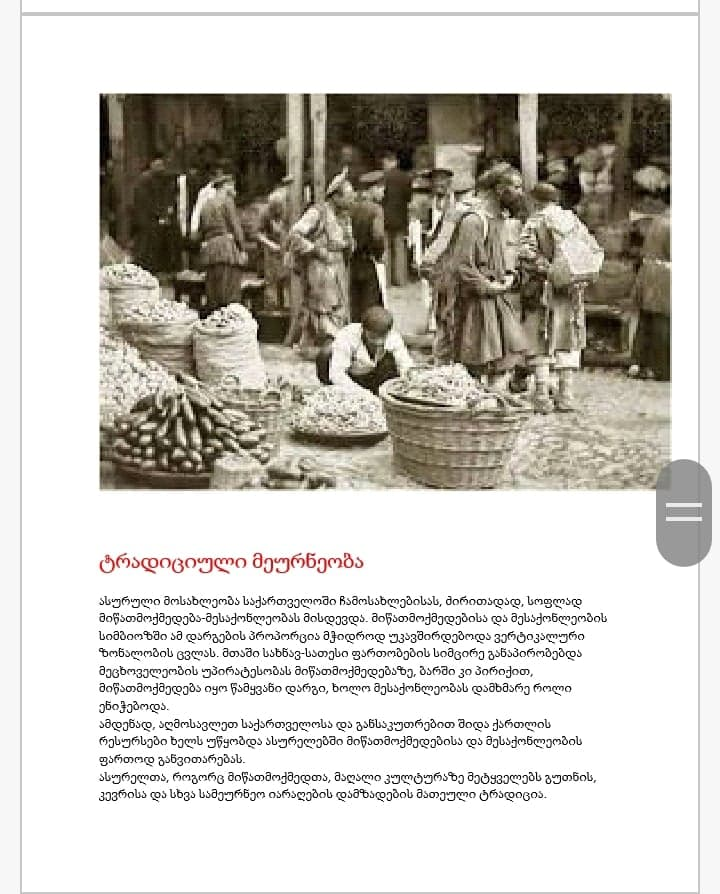 ტრადიციული მეურნეობა
ასურული მოსახლეობა საქართველოში ჩამოსახლებისას, ძირითადად, სოფლად
მიწათმოქმედება-მესაქონლეობას მისდევდა. მიწათმოქმედებისა და მესაქონლეობის
სიმბიოზში ამ დარგების პროპორცია მჭიდროდ უკავშირდებოდა ვერტიკალური
ზონალობის ცვლას. მთაში სახნავ-სათესი ფართობების სიმცირე განაპირობებდა
მეცხოველეობის უპირატესობას მიწათმოქმედებაზე, ბარში კი პირიქით,
მიწათმოქმედება იყო წამყვანი დარგი, ხოლო მესაქონლეობას დამხმარე როლი
ენიჭებოდა.
ამდენად, აღმოსავლეთ საქართველოსა და განსაკუთრებით შიდა ქართლის
რესურსები ხელს უწყობდა ასურელებში მიწათმოქმედებისა და მესაქონლეობის
ფართოდ განვითარებას.
ასურელთა, როგორც მიწათმოქმედთა, მაღალი კულტურაზე მეტყველებს გუთნის,
კევრისა და სხვა სამეურნეო იარაღების დამზადების მათეული ტრადიცია.